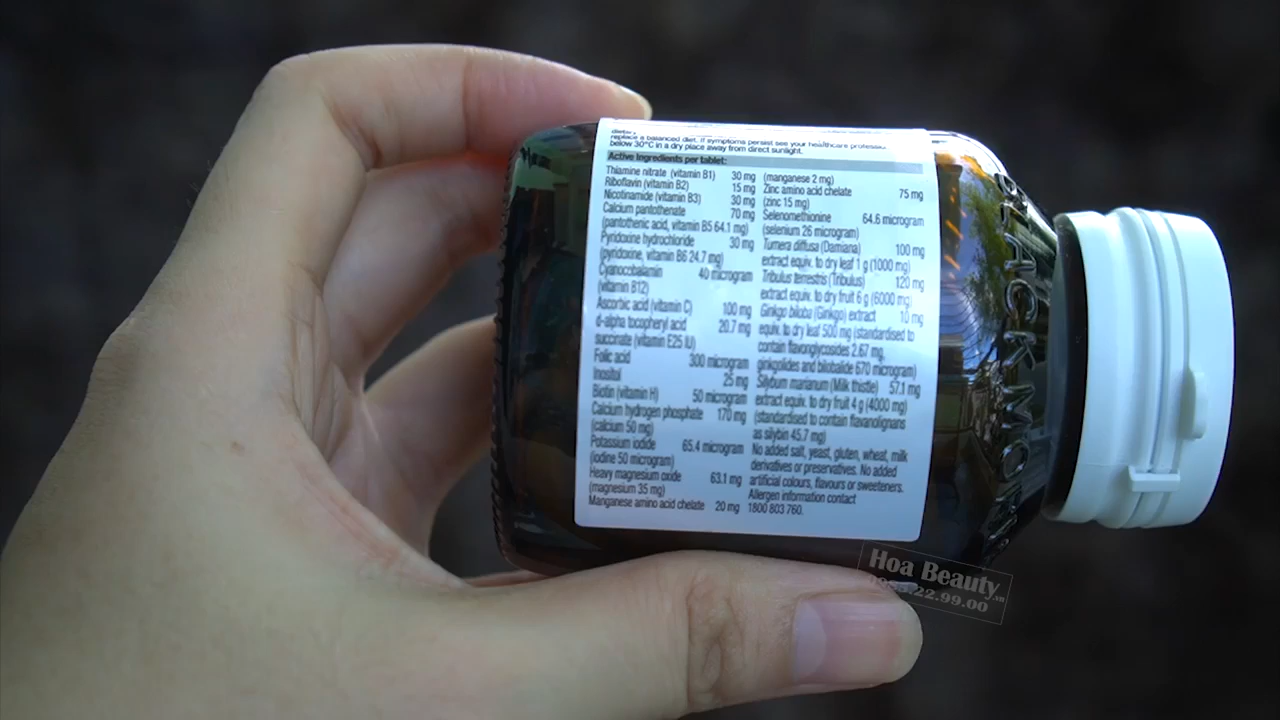 replace a balanced diet. If symptoms persist see your healthcare
below 30°C in a dry place away from direct sunlight.
Active Ingredients per tablet:
Thiamine nitrate (vitamin B1) 30 mg
Riboflavin (vitamin B2) 15 mg
Nicotinamide (vitamin B3) 30 mg
Calcium pantothenate 70 mg
(pantothenic acid, vitamin B5 64.1 mg)
Pyridoxine hydrochloride 30 mg
(pyridoxine, vitamin B6 24.7 mg)
Cyanocobalamin 40 microgram
(vitamin B12)
Ascorbic acid (vitamin C) 100 mg
d-alpha tocopheryl acid 20.7 mg
succinate (vitamin E25 IU)
Folic acid 300 microgram
Inositol 25 mg
Biotin (vitamin H) 50 microgram
Calcium hydrogen phosphate 170 mg
(calcium 50 mg)
Potassium iodide 65.4 microgram
(iodine 50 microgram)
Heavy magnesium oxide 63.1 mg
(magnesium 35 mg)
Manganese amino acid chelate 20 mg
(manganese 2 mg)
Zinc amino acid chelate 75 mg
(zinc 15 mg)
Selenomethionine 64.6 microgram
(selenium 26 microgram)
Turnera diffusa (Damiana) 100 mg
extract equiv. to dry leaf 1 g (1000 mg)
Tribulus terrestris (Tribulus) 120 mg
extract equiv. to dry fruit 6 g (6000 mg)
Ginkgo biloba (Ginkgo) extract 10 mg
equiv. to dry leaf 500 mg (standardised to
contain flavonglycosides 2.67 mg,
ginkgolides and bilobalide 670 microgram)
Silybum marianum (Milk thistle) 57.1 mg
extract equiv. to dry fruit 4 g (4000 mg)
(standardised to contain flavanolignans
as silybin 45.7 mg)
No added salt, yeast, gluten, wheat, milk
derivatives or preservatives. No added
artificial colours, flavours or sweeteners.
Allergen information contact
1800 803 760.
BLACKMO
Hoa Beauty.vn
.22.99.00